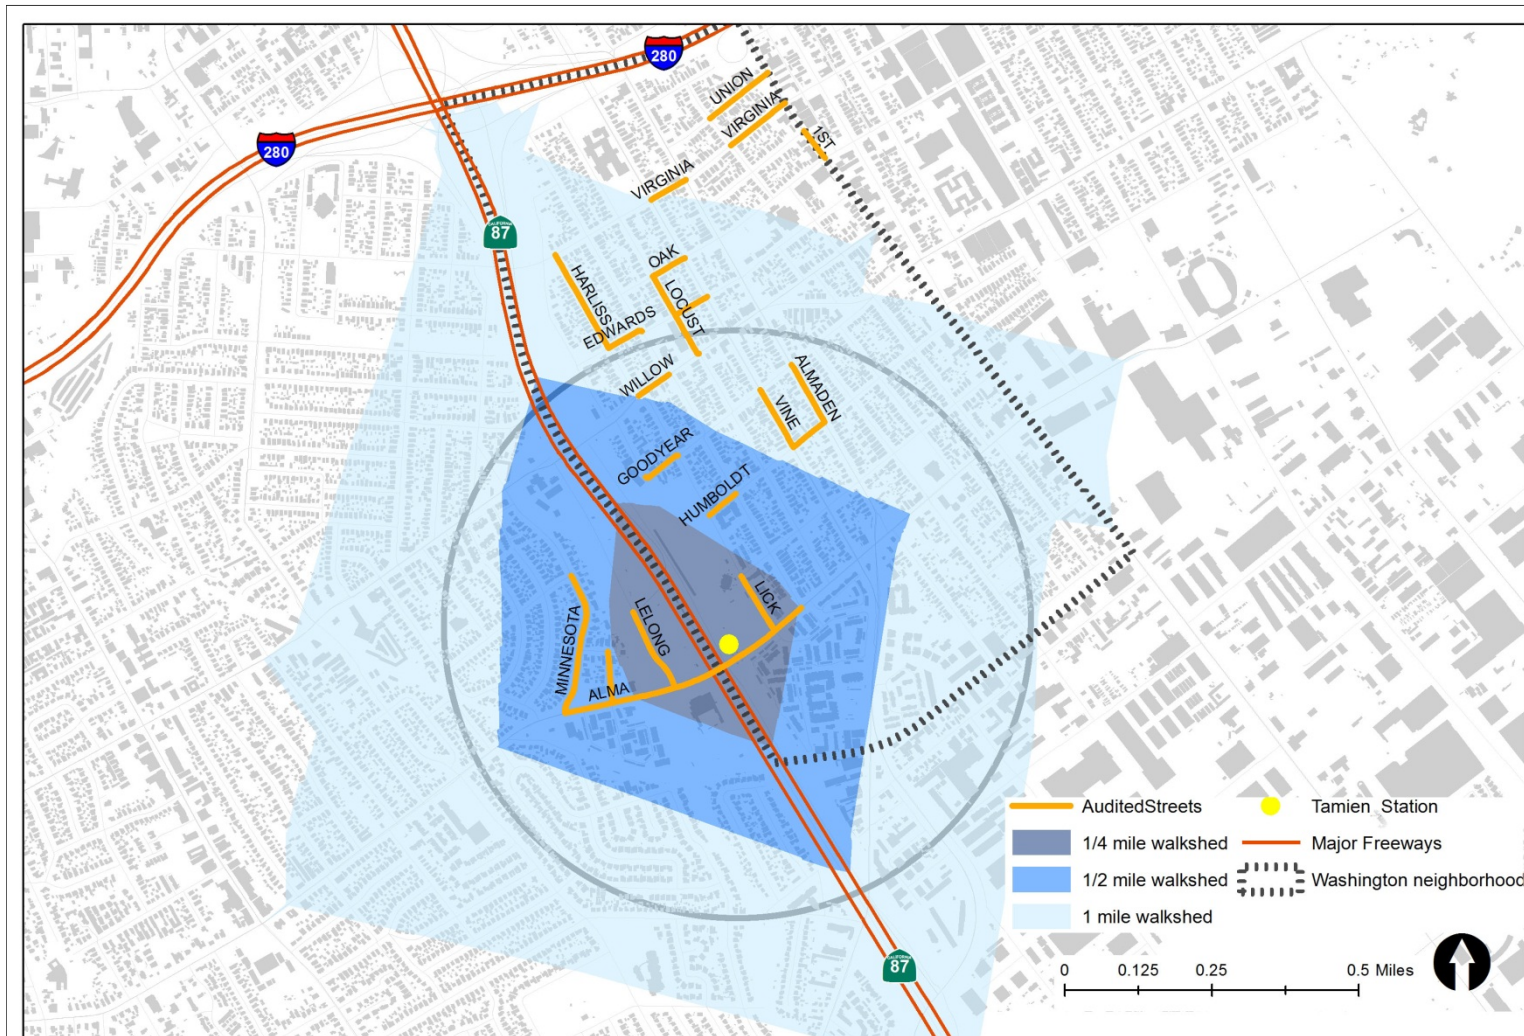 280
UNION
VIRGINIA
1ST
280
VIRGINIA
CALIFORNIA
87
OAK
HARLISS
LOCUST
EDWARDS
WILLOW
ALMADEN
VINE
GOODYEAR
HUMBOLDT
LICK
LELONG
MINNESOTA
ALMA
AuditedStreets
Tamien Station
1/4 mile walkshed
Major Freeways
1/2 mile walkshed
Washington neighborhood
1 mile walkshed
CALIFORNIA
87
0 0.125 0.25 0.5 Miles